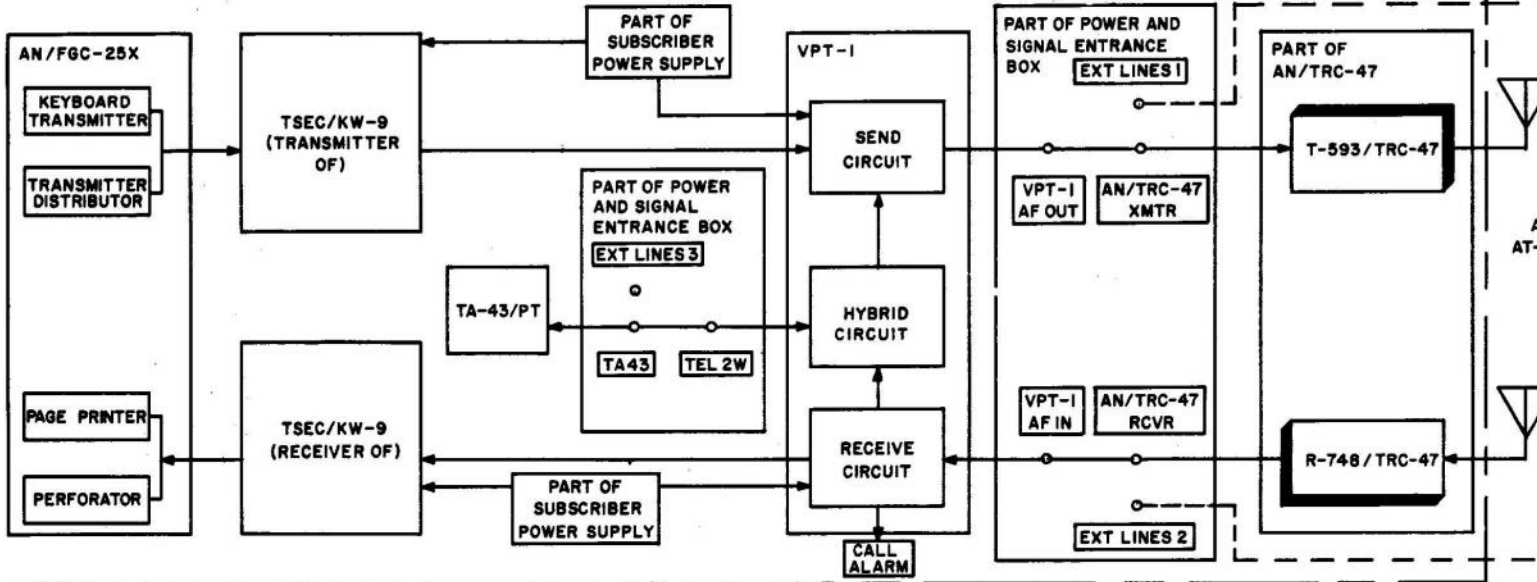 AN/FGC-25X
KEYBOARD
TRANSMITTER
TRANSMITTER
DISTRIBUTOR
PAGE PRINTER
PERFORATOR
TSEC/KW-9
(TRANSMITTER
OF)
TSEC/KW-9
(RECEIVER OF)
PART OF
SUBSCRIBER
POWER SUPPLY
PART OF POWER
AND SIGNAL
ENTRANCE BOX
EXT LINES 3
TA-43/PT
TA43
TEL 2W
PART OF
SUBSCRIBER
POWER SUPPLY
VPT-1
SEND
CIRCUIT
HYBRID
CIRCUIT
RECEIVE
CIRCUIT
CALL
ALARM
PART OF POWER AND
SIGNAL ENTRANCE
BOX
EXT LINES 1
VPT-1
AF OUT
AN/TRC-47
XMTR
VPT-1
AF IN
AN/TRC-47
RCVR
EXT LINES 2
PART OF
AN/TRC-47
T-593/TRC-47
R-748/TRC-47
A
AT-